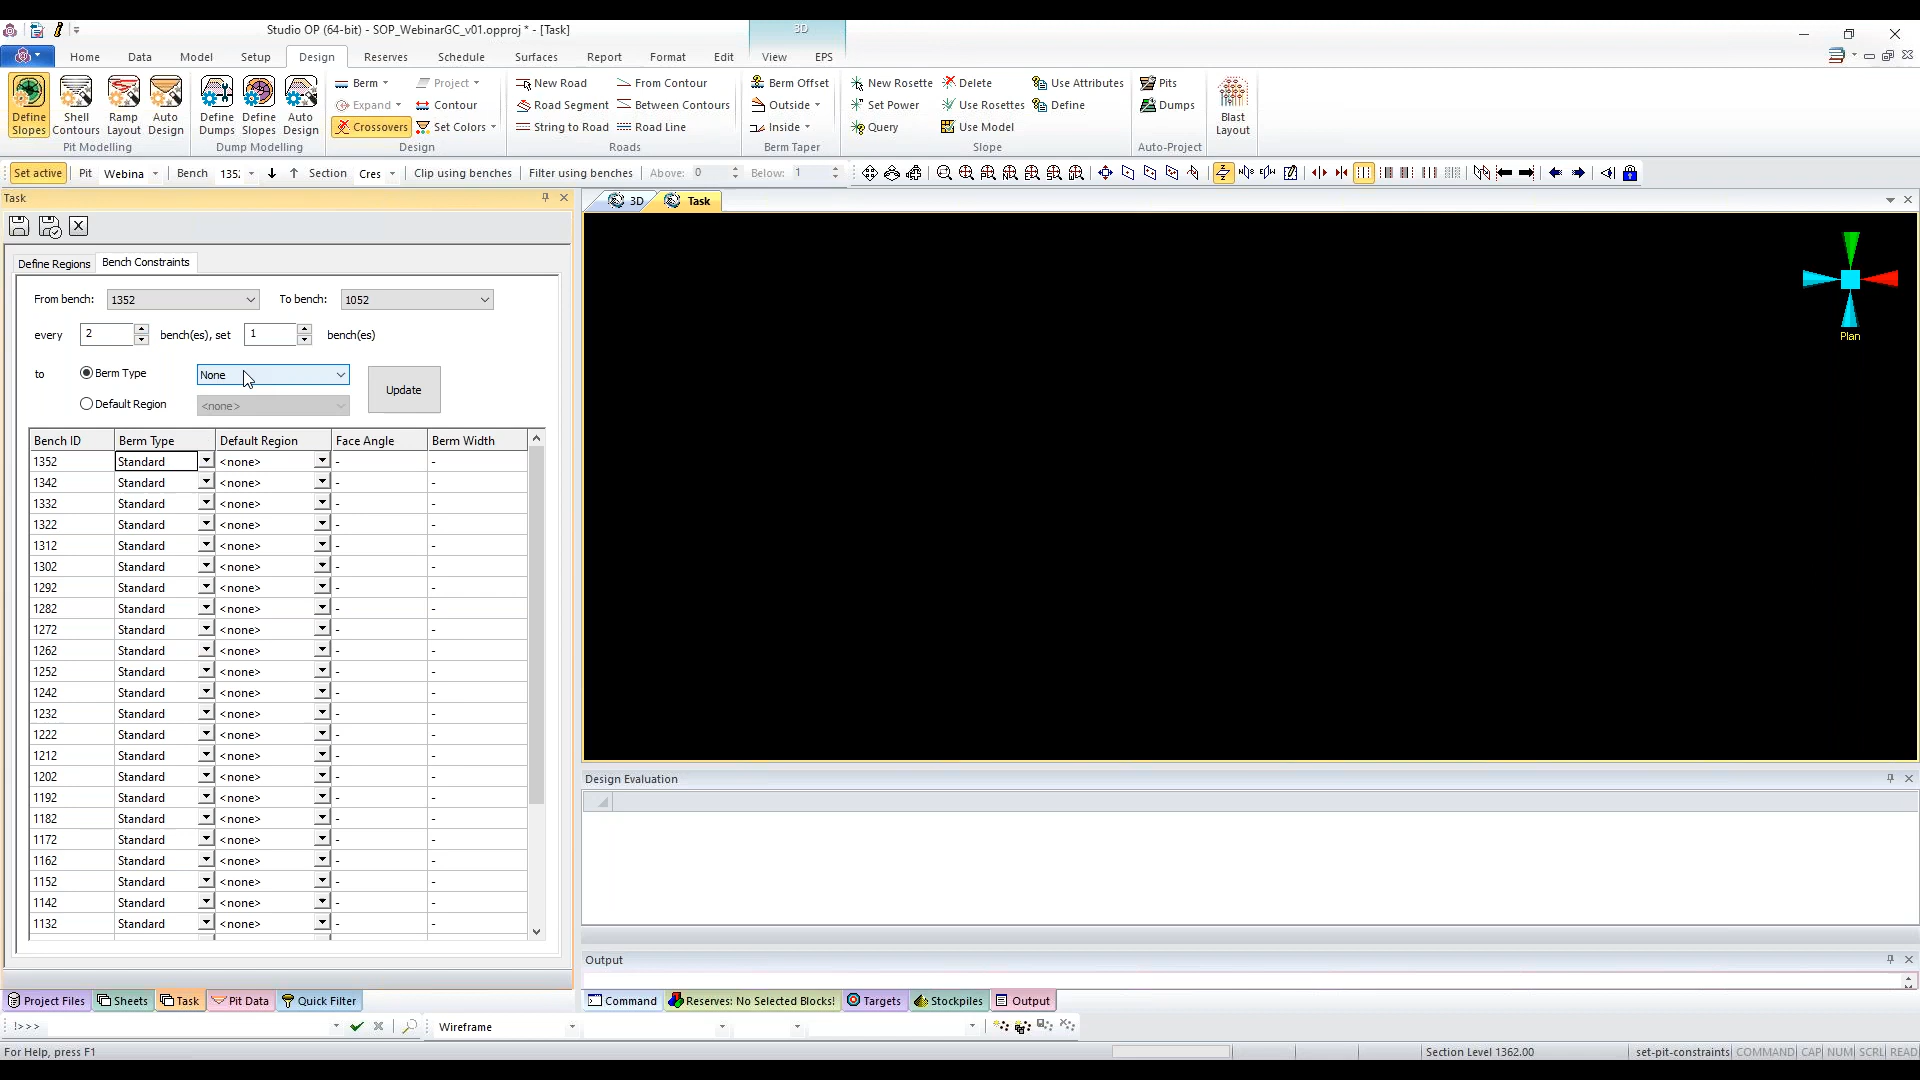 Studio OP (64-bit) - SOP_WebinarGC_v01.opproj * - [Task]
3D
Home Data Model Setup Design Reserves Schedule Surfaces Report Format Edit View EPS
Define Slopes
Shell Contours
Ramp Layout
Auto Design
Pit Modelling
Define Dumps
Define Slopes
Auto Design
Dump Modelling
Berm Project
Expand Contour
Crossovers Set Colors
Design
New Road From Contour
Road Segment Between Contours
String to Road Road Line
Roads
Berm Offset
Outside
Inside
Berm Taper
New Rosette Delete Use Attributes
Set Power Use Rosettes Define
Query Use Model
Slope
Pits
Dumps
Auto-Project
Blast Layout
Set active Pit Webina Bench 135 Section Cres Clip using benches Filter using benches Above: 0 Below: 1
Task
3D Task
Define Regions Bench Constraints
From bench: 1352 To bench: 1052
every 2 bench(es), set 1 bench(es)
to Berm Type None
Default Region <none>
Update
Bench ID Berm Type Default Region Face Angle Berm Width
1352 Standard <none> - -
1342 Standard <none> - -
1332 Standard <none> - -
1322 Standard <none> - -
1312 Standard <none> - -
1302 Standard <none> - -
1292 Standard <none> - -
1282 Standard <none> - -
1272 Standard <none> - -
1262 Standard <none> - -
1252 Standard <none> - -
1242 Standard <none> - -
1232 Standard <none> - -
1222 Standard <none> - -
1212 Standard <none> - -
1202 Standard <none> - -
1192 Standard <none> - -
1182 Standard <none> - -
1172 Standard <none> - -
1162 Standard <none> - -
1152 Standard <none> - -
1142 Standard <none> - -
1132 Standard <none> - -
Plan
Design Evaluation
Output
Project Files Sheets Task Pit Data Quick Filter
Command Reserves: No Selected Blocks! Targets Stockpiles Output
!>>> Wireframe
For Help, press F1 Section Level 1362.00 set-pit-constraints COMMAND CAP NUM SCRL READ